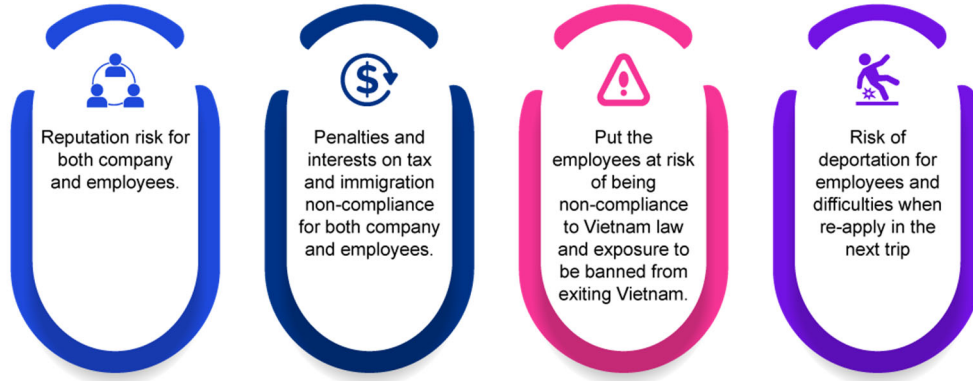 Reputation risk for
both company
and employees.
Penalties and
interests on tax
and immigration
non-compliance
for both company
and employees.
Put the
employees at risk
of being
non-compliance
to Vietnam law
and exposure to
be banned from
exiting Vietnam.
Risk of
deportation for
employees and
difficulties when
re-apply in the
next trip